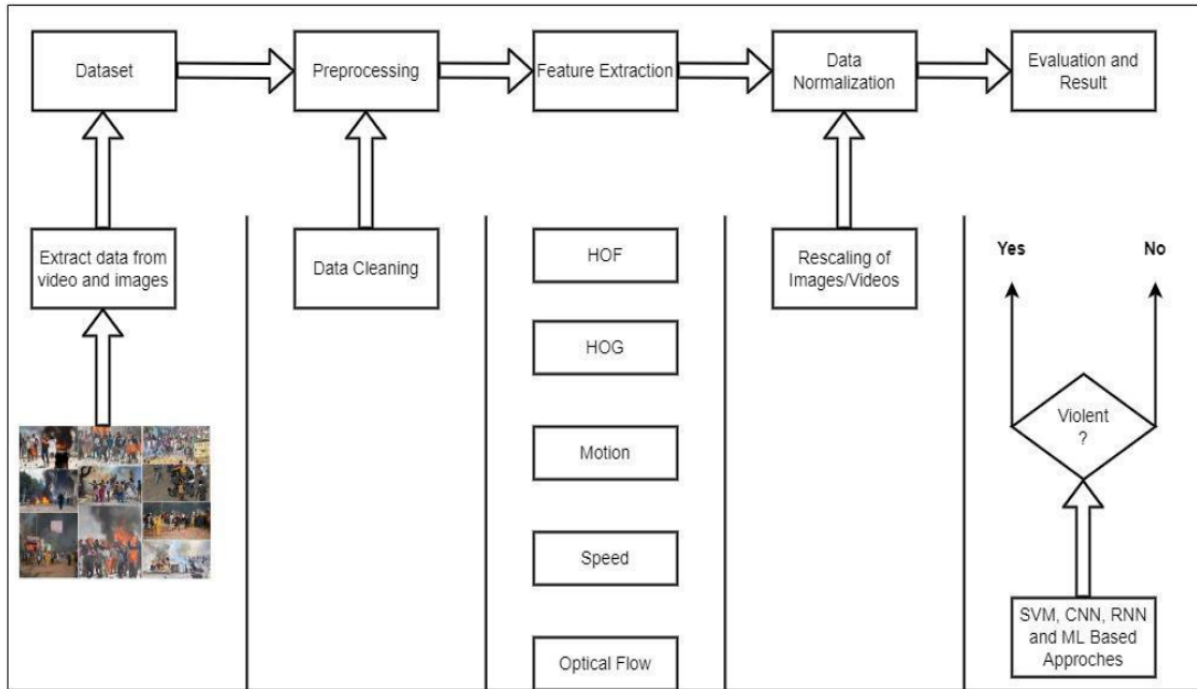 Dataset
Preprocessing
Feature Extraction
Data
Normalization
Evaluation and
Result
Extract data from
video and images
Data Cleaning
HOF
HOG
Motion
Speed
Optical Flow
Rescaling of
Images/Videos
Yes
No
Violent
?
SVM, CNN, RNN
and ML Based
Approches